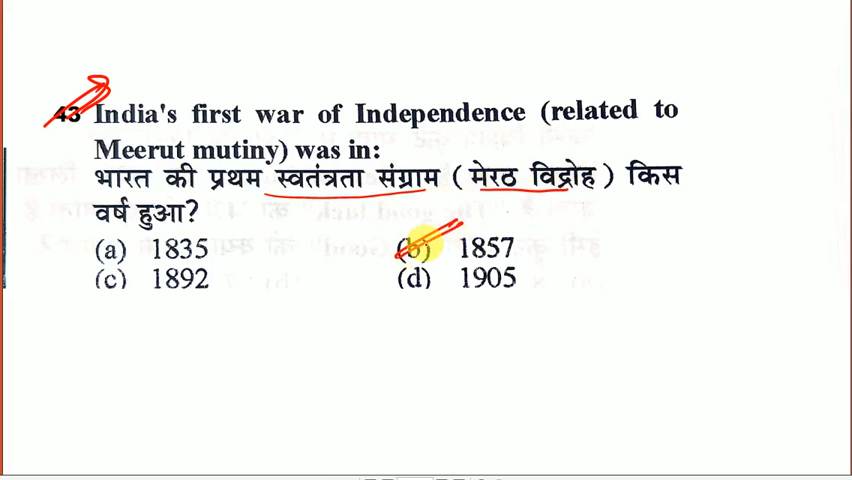 43 India's first war of Independence (related to
Meerut mutiny) was in:
भारत की प्रथम स्वतंत्रता संग्राम ( मेरठ विद्रोह ) किस
वर्ष हुआ?
(a) 1835 (b) 1857
(c) 1892 (d) 1905